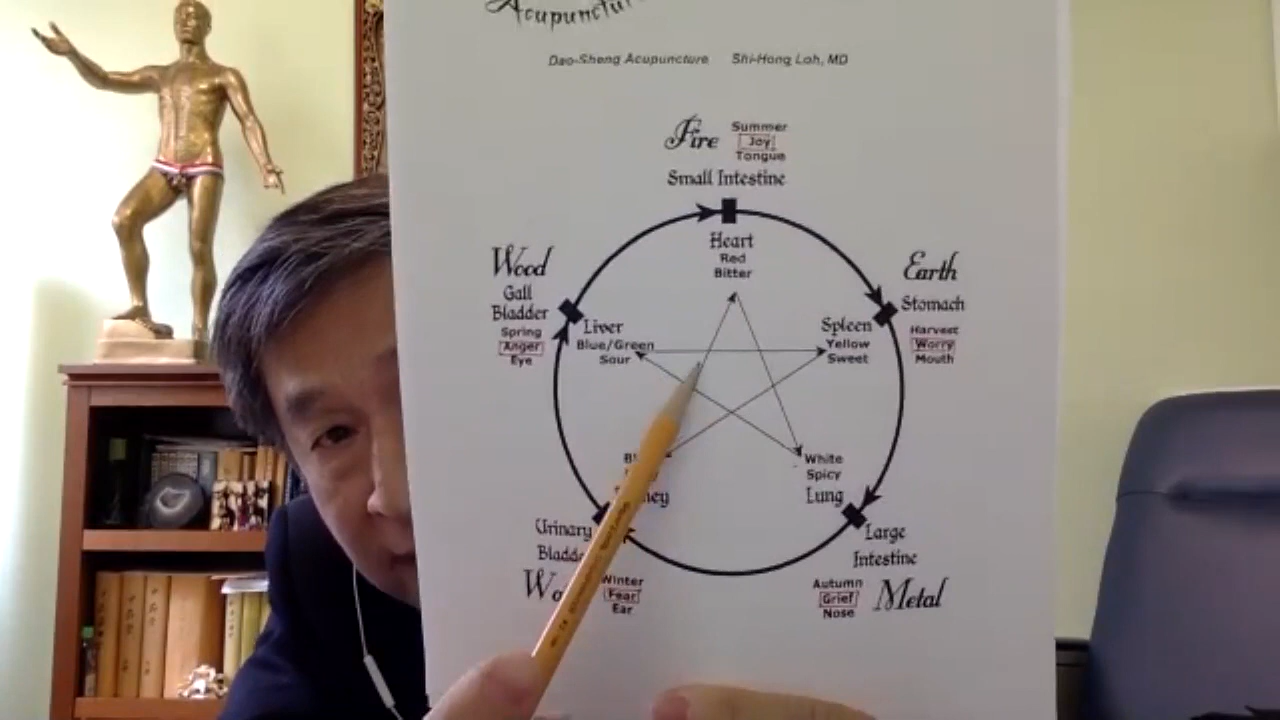 Acupuncture
Dao-Sheng Acupuncture Shi-Hong Loh, MD
Fire
Summer
Joy
Tongue
Small Intestine
Heart
Red
Bitter
Wood
Gall
Bladder
Spring
Anger
Eye
Liver
Blue/Green
Sour
Earth
Stomach
Harvest
Worry
Mouth
Spleen
Yellow
Sweet
White
Spicy
Lung
Large
Intestine
Autumn
Grief
Nose
Metal
Urinary
Winter
Fear
Ear